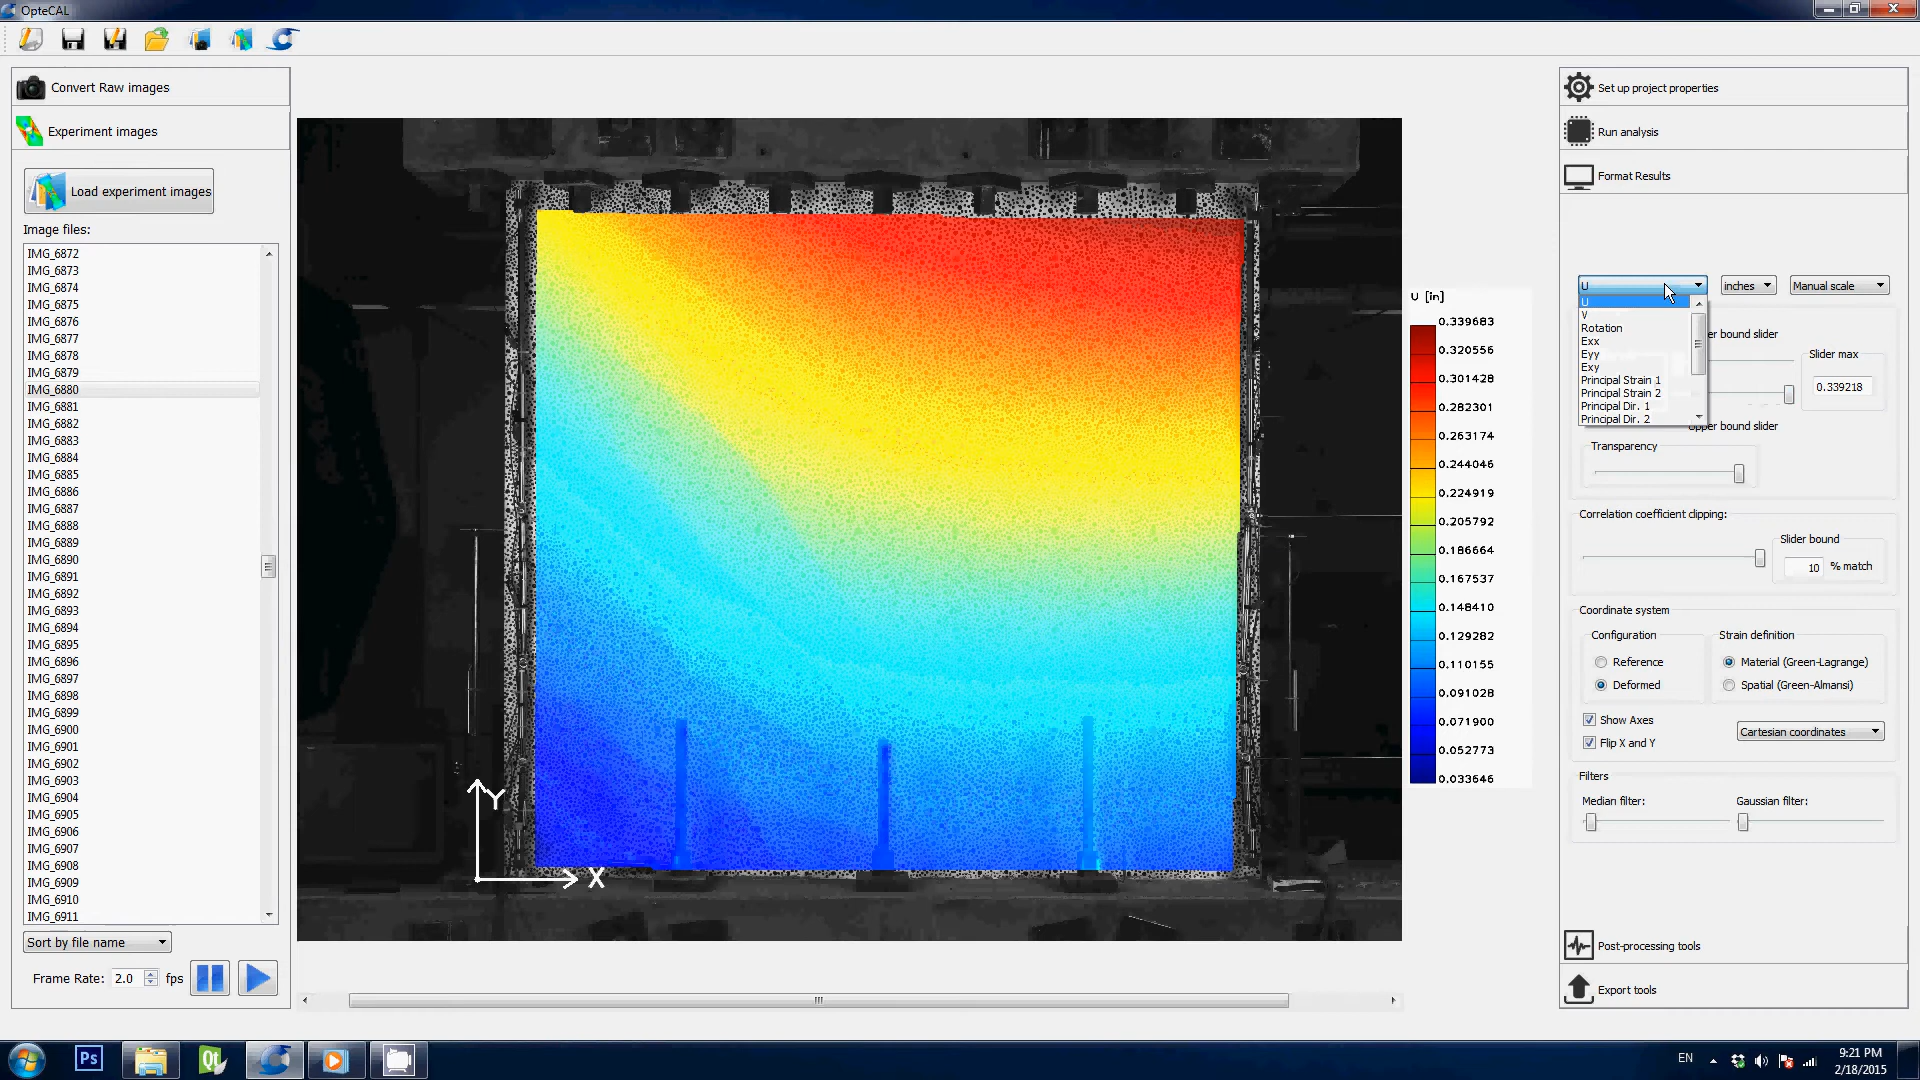 OpteCAL
Convert Raw images
Experiment images
Load experiment images
Image files:
IMG_6872
IMG_6873
IMG_6874
IMG_6875
IMG_6876
IMG_6877
IMG_6878
IMG_6879
IMG_6880
IMG_6881
IMG_6882
IMG_6883
IMG_6884
IMG_6885
IMG_6886
IMG_6887
IMG_6888
IMG_6889
IMG_6890
IMG_6891
IMG_6892
IMG_6893
IMG_6894
IMG_6895
IMG_6896
IMG_6897
IMG_6898
IMG_6899
IMG_6900
IMG_6901
IMG_6902
IMG_6903
IMG_6904
IMG_6905
IMG_6906
IMG_6907
IMG_6908
IMG_6909
IMG_6910
IMG_6911
Sort by file name
Frame Rate: 2.0 fps
Y
X
U [in]
0.339683
0.320556
0.301428
0.282301
0.263174
0.244046
0.224919
0.205792
0.186664
0.167537
0.148410
0.129282
0.110155
0.091028
0.071900
0.052773
0.033646
Set up project properties
Run analysis
Format Results
U inches Manual scale
U
V
Rotation
Exx
Eyy
Exy
Principal Strain 1
Principal Strain 2
Principal Dir. 1
Principal Dir. 2
bound slider
Slider max
0.339218
bound slider
Transparency
Correlation coefficient clipping:
Slider bound
10 % match
Coordinate system
Configuration Strain definition
Reference Material (Green-Lagrange)
Deformed Spatial (Green-Almansi)
Show Axes
Flip X and Y
Cartesian coordinates
Filters
Median filter: Gaussian filter:
Post-processing tools
Export tools
Ps
Qt
EN
9:21 PM
2/18/2015